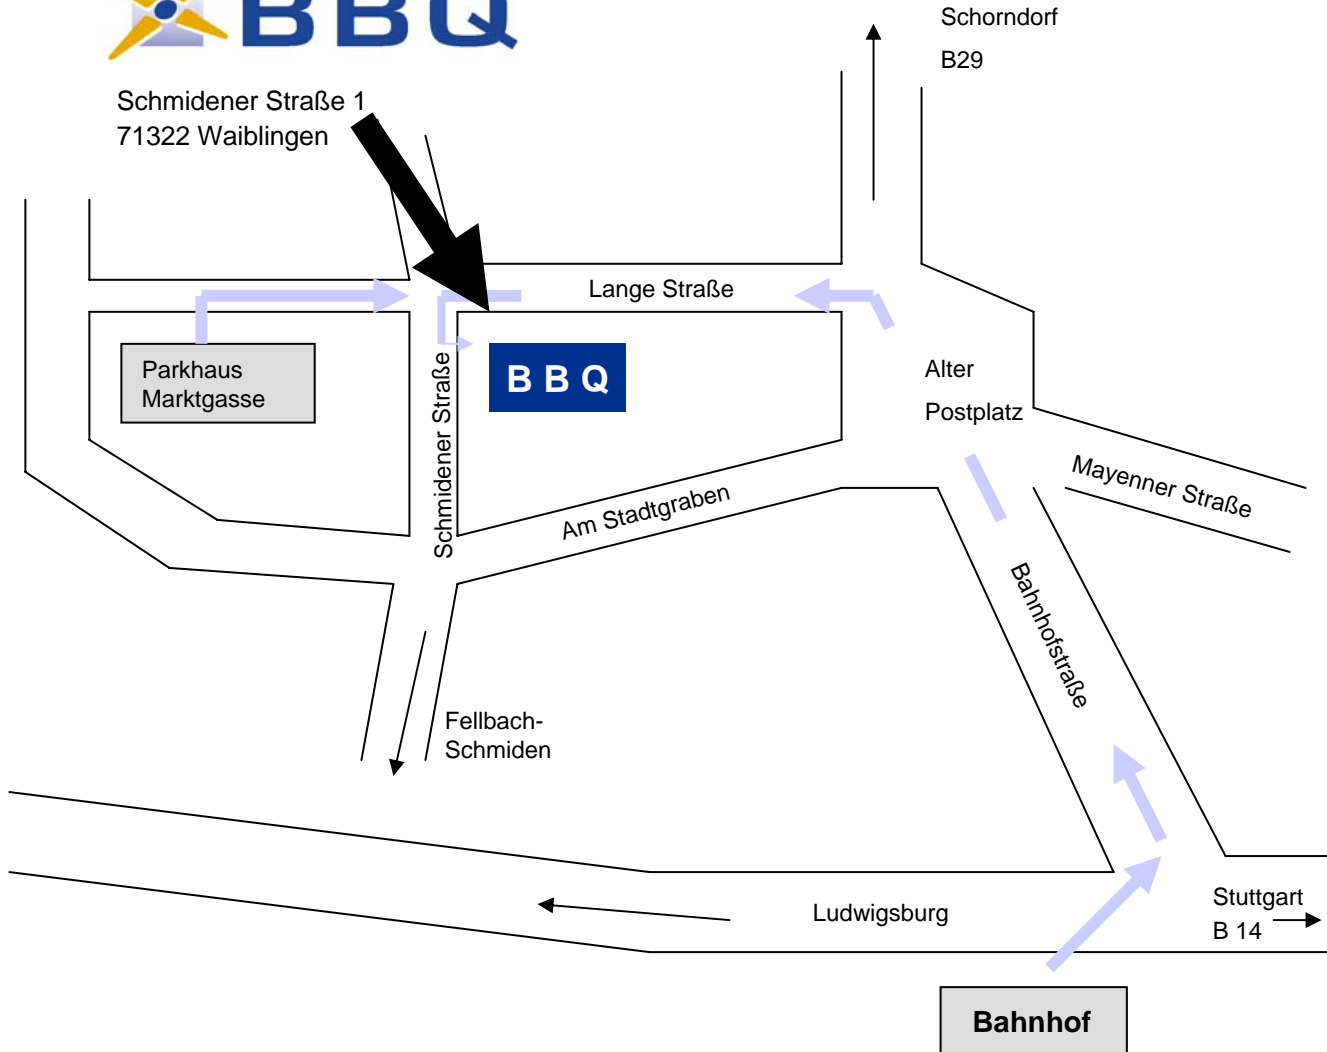 BBQ
Schorndorf
B29
Schmidener Straße 1
71322 Waiblingen
Lange Straße
Parkhaus
Marktgasse
Schmidener Straße
B B Q
Alter
Postplatz
Mayenner Straße
Am Stadtgraben
Bahnhofstraße
Fellbach-
Schmiden
Ludwigsburg
Stuttgart
B 14
Bahnhof